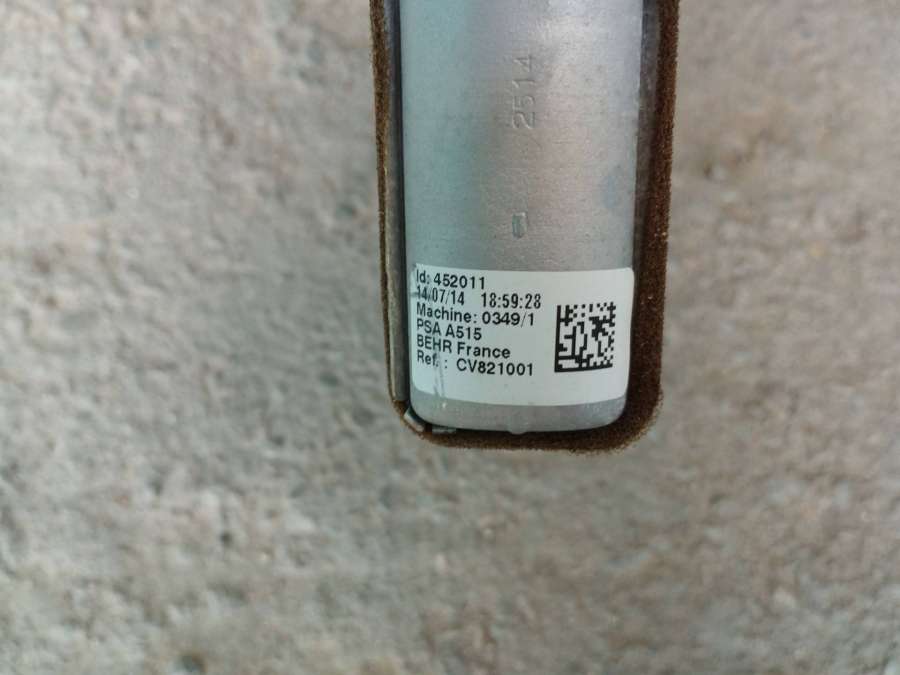 2514
Id: 452011
14/07/14 18:59:28
Machine: 0349/1
PSA A515
BEHR France
Ref. : CV821001